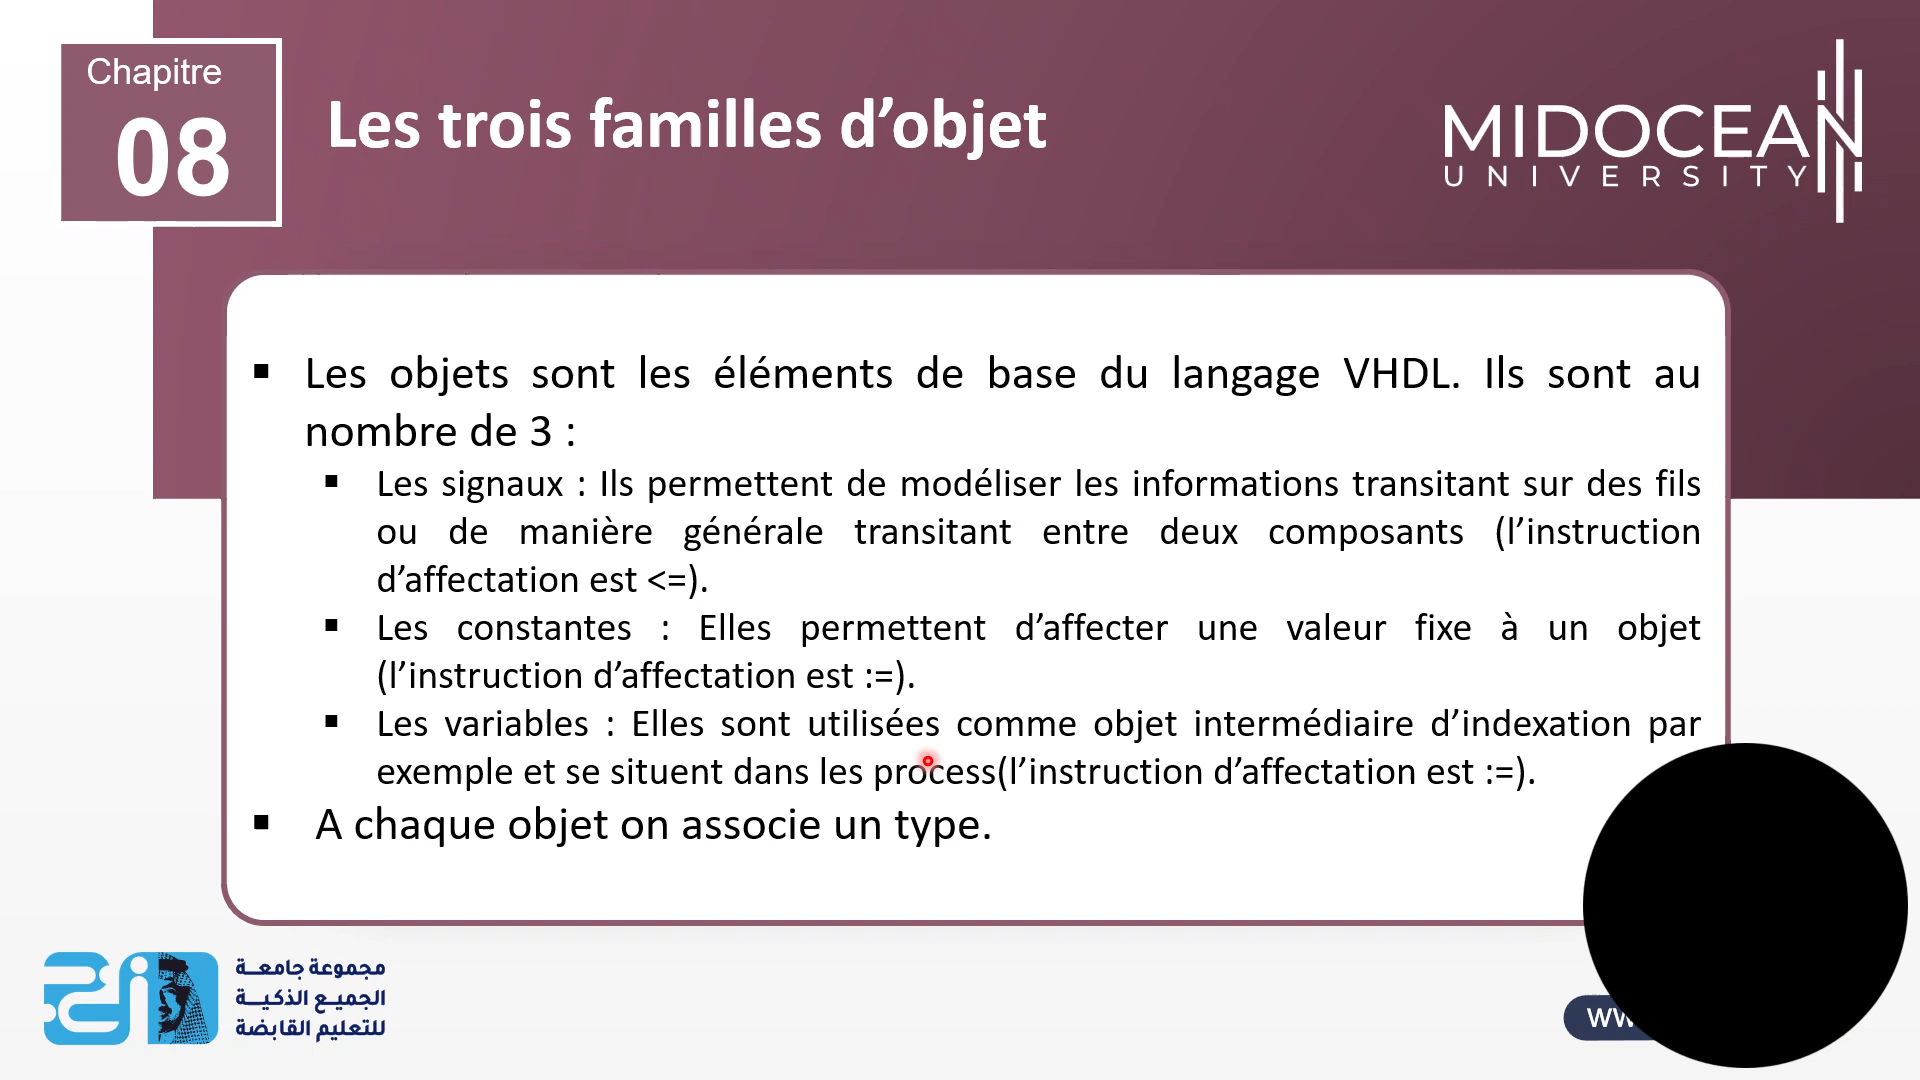 Chapitre
08
Les trois familles d’objet
MIDOCEAN
UNIVERSITY
▪ Les objets sont les éléments de base du langage VHDL. Ils sont au
nombre de 3 :
▪ Les signaux : Ils permettent de modéliser les informations transitant sur des fils
ou de manière générale transitant entre deux composants (l’instruction
d’affectation est <=).
▪ Les constantes : Elles permettent d’affecter une valeur fixe à un objet
(l’instruction d’affectation est :=).
▪ Les variables : Elles sont utilisées comme objet intermédiaire d’indexation par
exemple et se situent dans les process(l’instruction d’affectation est :=).
▪ A chaque objet on associe un type.
مجموعة جامعة
الجميع الذكية
للتعليم القابضة